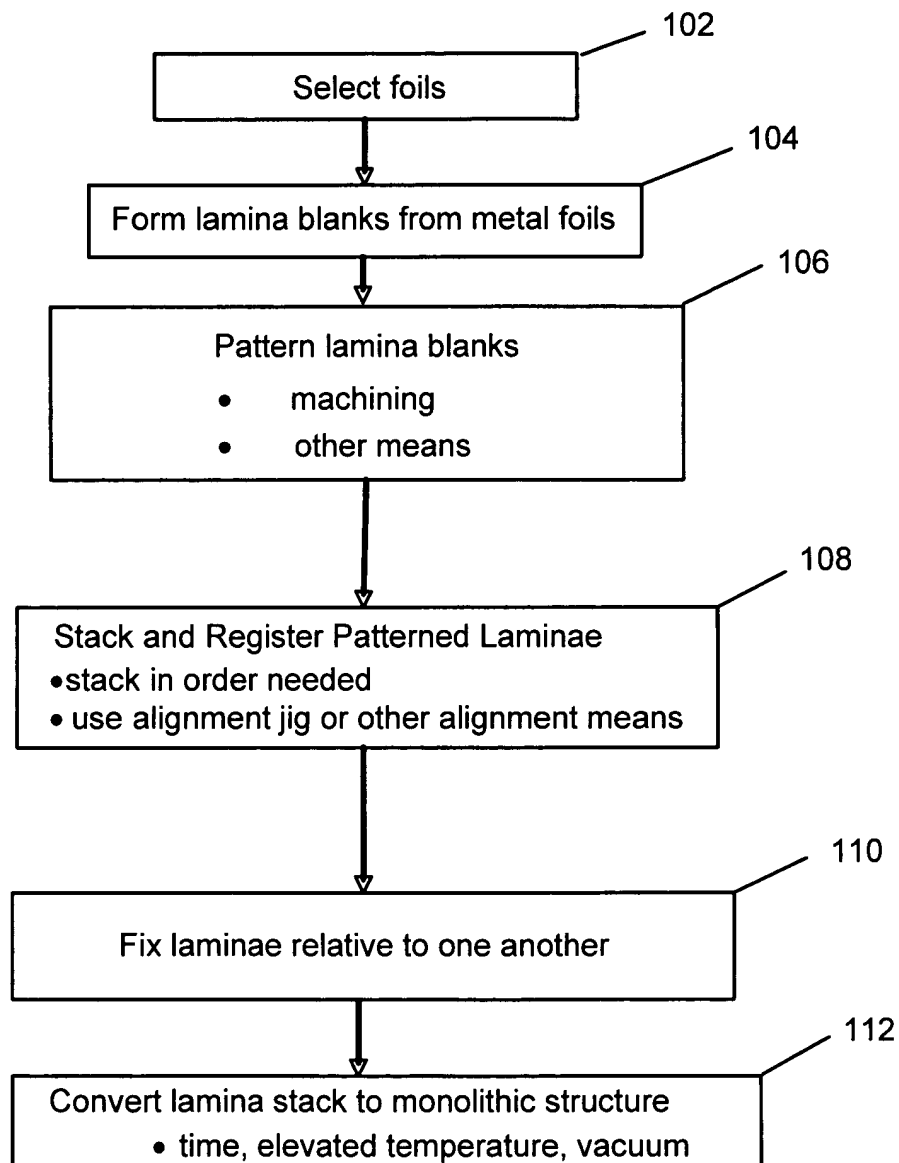 102
Select foils
104
Form lamina blanks from metal foils
106
Pattern lamina blanks
• machining
• other means
108
Stack and Register Patterned Laminae
•stack in order needed
• use alignment jig or other alignment means
110
Fix laminae relative to one another
112
Convert lamina stack to monolithic structure
• time, elevated temperature, vacuum